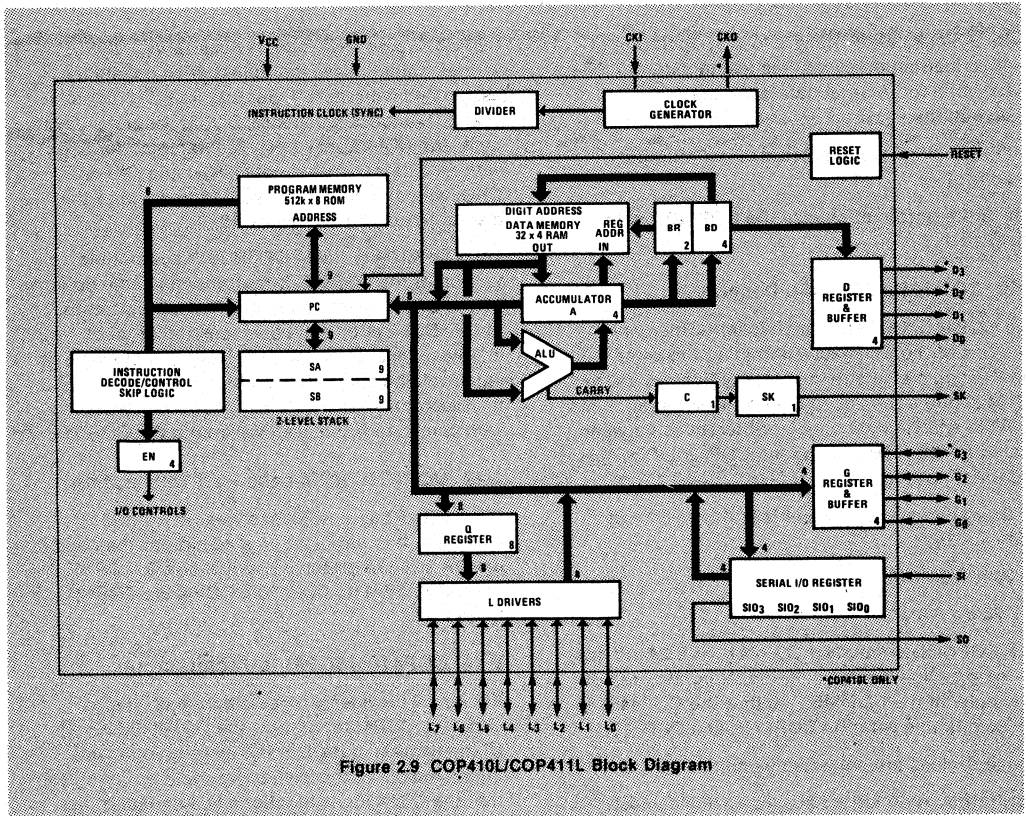 VCC GND CKI CKO
*
INSTRUCTION CLOCK (SYNC)
DIVIDER
CLOCK
GENERATOR
RESET
LOGIC
RESET
PROGRAM MEMORY
512k x 8 ROM
ADDRESS
8
9
DIGIT ADDRESS
DATA MEMORY
32 x 4 RAM
OUT
REG
ADDR
IN
BR
2
BD
4
PC
8
ACCUMULATOR
A
4
D
REGISTER
&
BUFFER
4
* D3
* D2
D1
D0
9
SA 9
SB 9
2-LEVEL STACK
INSTRUCTION
DECODE/CONTROL
SKIP LOGIC
ALU
CARRY
C
1
SK
1
SK
EN
4
I/O CONTROLS
4
G
REGISTER
&
BUFFER
4
* G3
G2
G1
G0
8
Q
REGISTER
8
8
4
4
4
SERIAL I/O REGISTER
SIO3 SIO2 SIO1 SIO0
SI
SO
L DRIVERS
*COP410L ONLY
L7 L6 L5 L4 L3 L2 L1 L0
Figure 2.9 COP410L/COP411L Block Diagram